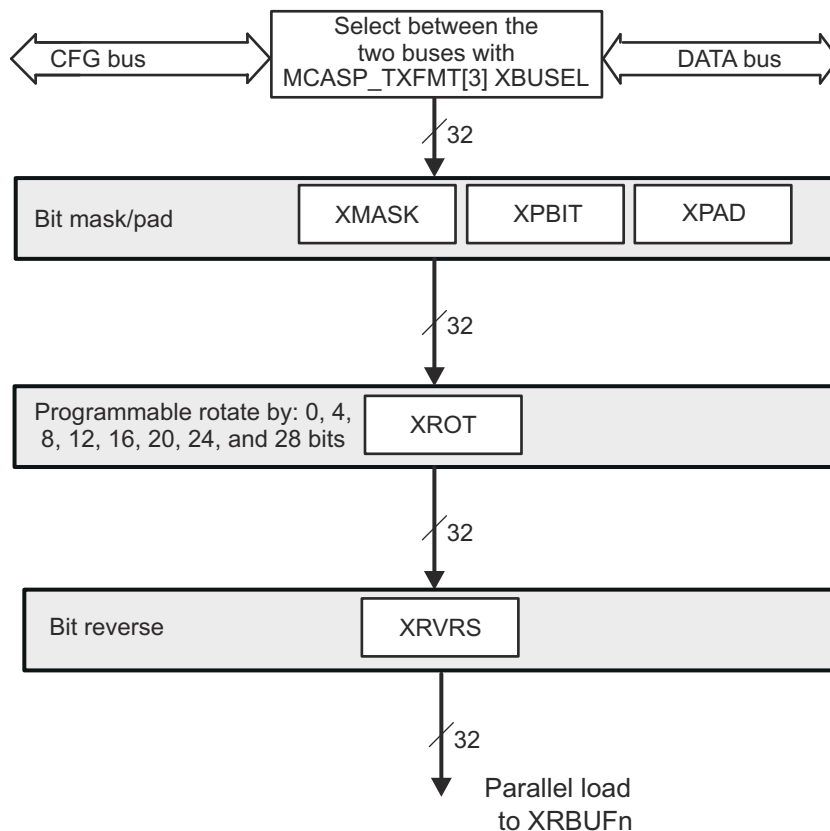 Select between the
two buses with
MCASP_TXFMT[3] XBUSEL
CFG bus
DATA bus
32
Bit mask/pad
XMASK
XPBIT
XPAD
32
Programmable rotate by: 0, 4,
8, 12, 16, 20, 24, and 28 bits
XROT
32
Bit reverse
XRVRS
32
Parallel load
to XRBUFn